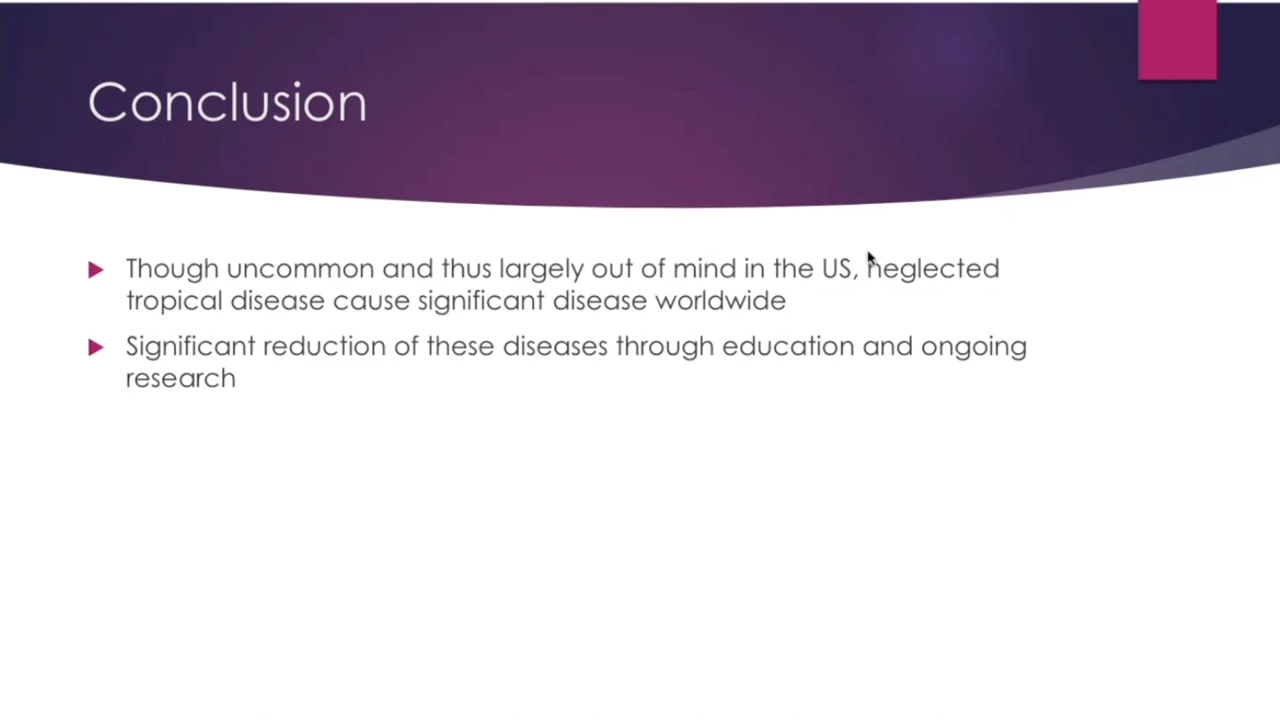 Conclusion
Though uncommon and thus largely out of mind in the US, neglected
tropical disease cause significant disease worldwide
Significant reduction of these diseases through education and ongoing
research